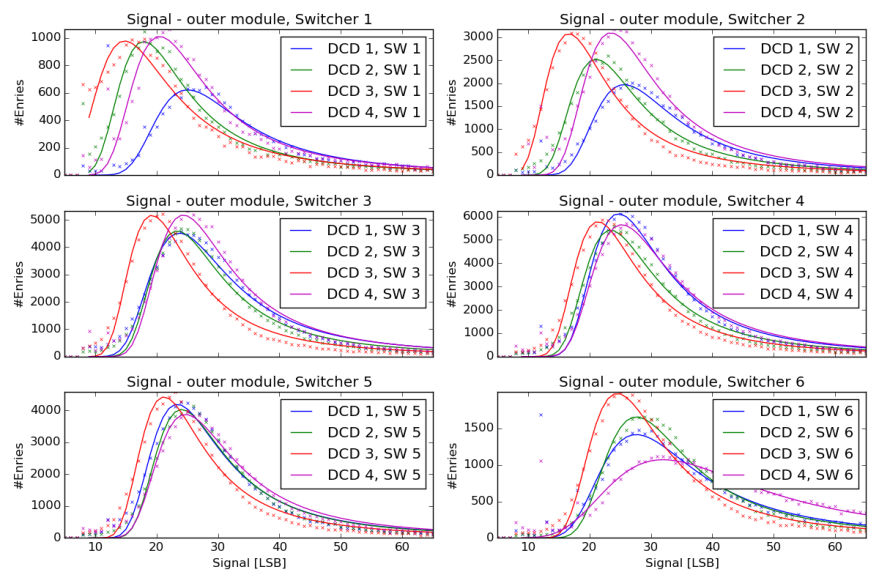 Signal - outer module, Switcher 1
#Enries
1000
800
600
400
200
0
DCD 1, SW 1
DCD 2, SW 1
DCD 3, SW 1
DCD 4, SW 1
Signal - outer module, Switcher 2
#Enries
3000
2500
2000
1500
1000
500
0
DCD 1, SW 2
DCD 2, SW 2
DCD 3, SW 2
DCD 4, SW 2
Signal - outer module, Switcher 3
#Enries
5000
4000
3000
2000
1000
0
DCD 1, SW 3
DCD 2, SW 3
DCD 3, SW 3
DCD 4, SW 3
Signal - outer module, Switcher 4
#Enries
6000
5000
4000
3000
2000
1000
0
DCD 1, SW 4
DCD 2, SW 4
DCD 3, SW 4
DCD 4, SW 4
Signal - outer module, Switcher 5
#Enries
4000
3000
2000
1000
0
DCD 1, SW 5
DCD 2, SW 5
DCD 3, SW 5
DCD 4, SW 5
10 20 30 40 50 60
Signal [LSB]
Signal - outer module, Switcher 6
#Enries
1500
1000
500
0
DCD 1, SW 6
DCD 2, SW 6
DCD 3, SW 6
DCD 4, SW 6
10 20 30 40 50 60
Signal [LSB]